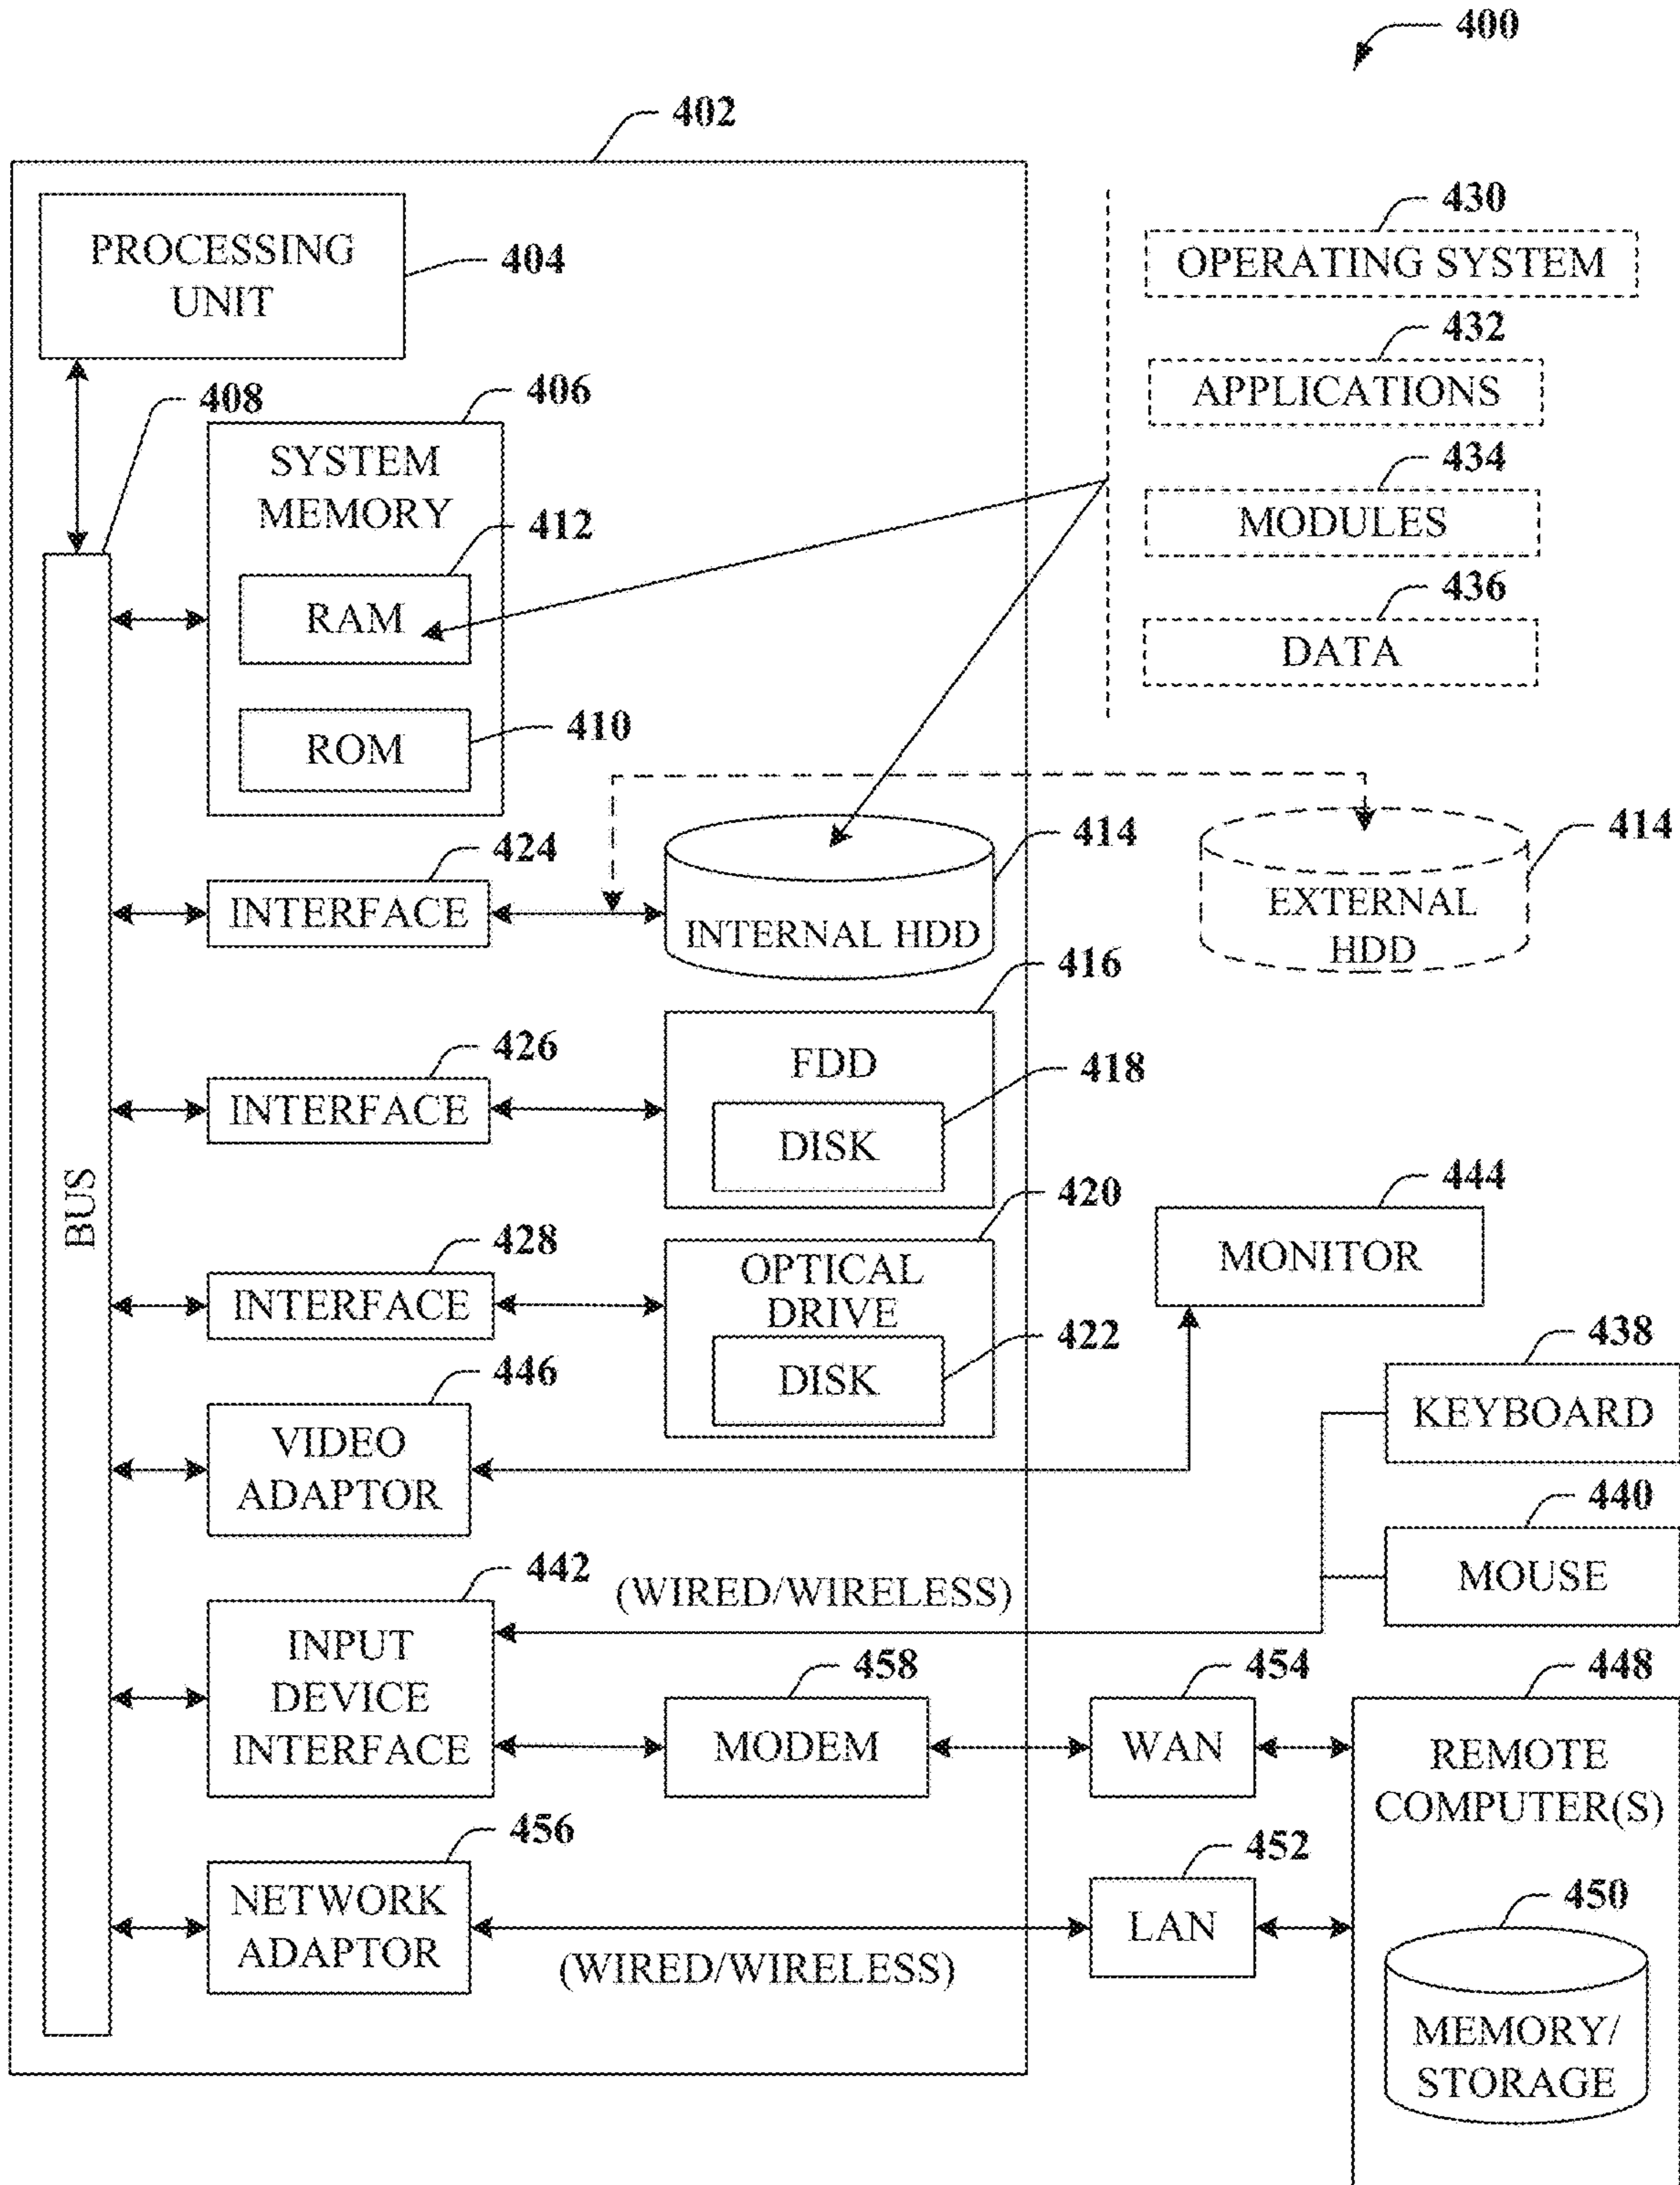 400
402
PROCESSING
UNIT
404
430
OPERATING SYSTEM
432
APPLICATIONS
434
MODULES
436
DATA
408
406
SYSTEM
MEMORY
412
RAM
410
ROM
424
INTERFACE
414
INTERNAL HDD
414
EXTERNAL
HDD
416
FDD
418
DISK
426
INTERFACE
BUS
420
OPTICAL
DRIVE
422
DISK
428
INTERFACE
444
MONITOR
446
VIDEO
ADAPTOR
438
KEYBOARD
440
MOUSE
442
INPUT
DEVICE
INTERFACE
(WIRED/WIRELESS)
458
MODEM
454
WAN
448
REMOTE
COMPUTER(S)
456
NETWORK
ADAPTOR
(WIRED/WIRELESS)
452
LAN
450
MEMORY/
STORAGE